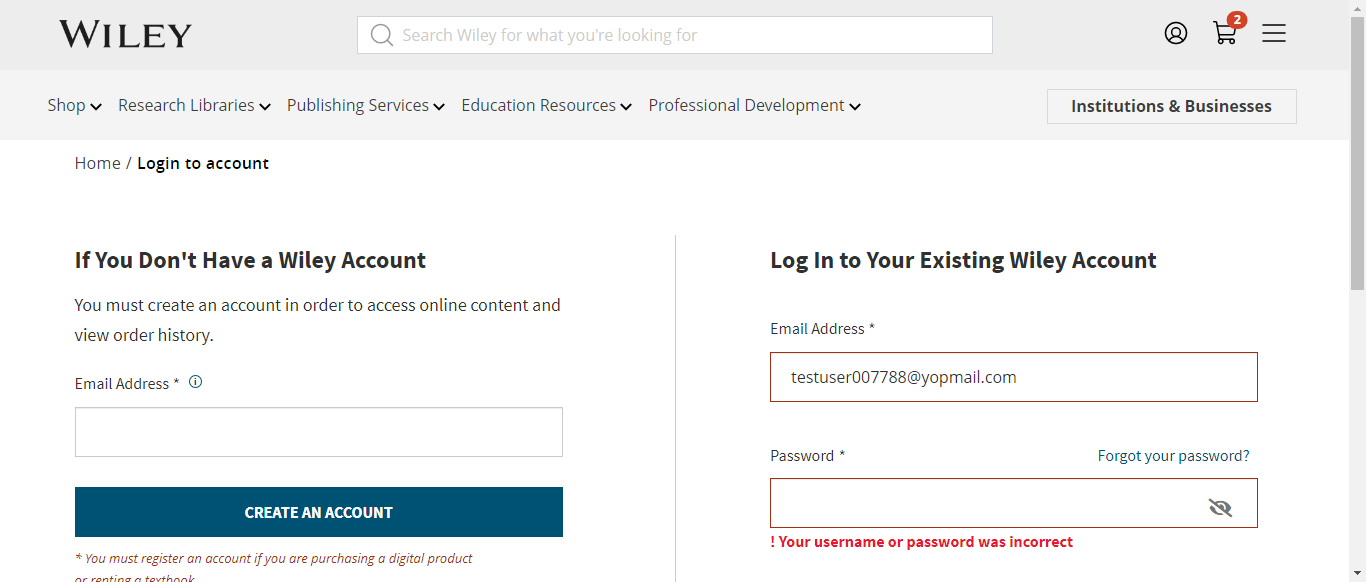 WILEY
Search Wiley for what you're looking for
2
Shop Research Libraries Publishing Services Education Resources Professional Development
Institutions & Businesses
Home / Login to account
If You Don't Have a Wiley Account
You must create an account in order to access online content and
view order history.
Email Address *
CREATE AN ACCOUNT
* You must register an account if you are purchasing a digital product
or renting a textbook
Log In to Your Existing Wiley Account
Email Address *
testuser007788@yopmail.com
Password *
Forgot your password?
! Your username or password was incorrect